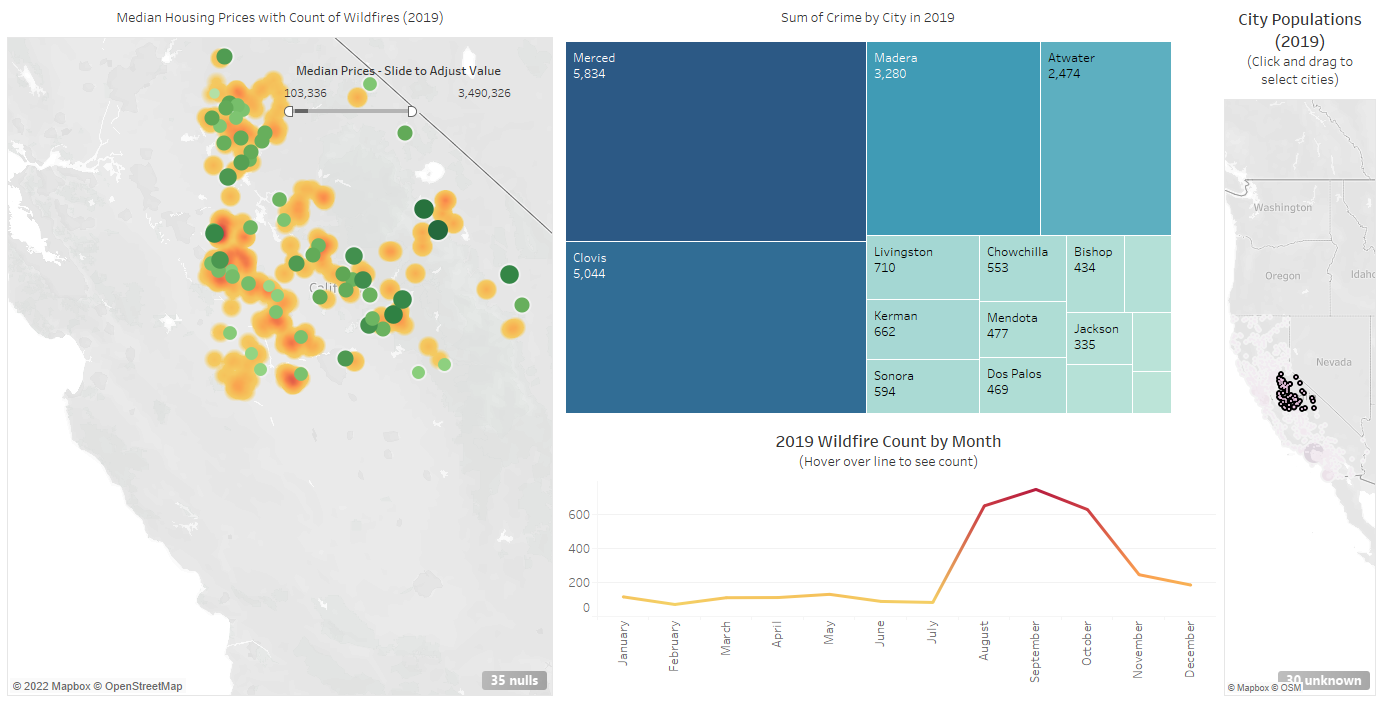 Median Housing Prices with Count of Wildfires (2019)
Median Prices - Slide to Adjust Value
103,336
3,490,326
© 2022 Mapbox © OpenStreetMap
35 nulls
Sum of Crime by City in 2019
Merced
5,834
Clovis
5,044
Madera
3,280
Atwater
2,474
Livingston
710
Kerman
662
Sonora
594
Chowchilla
553
Mendota
477
Dos Palos
469
Bishop
434
Jackson
335
2019 Wildfire Count by Month
(Hover over line to see count)
600
400
200
0
January
February
March
April
May
June
July
August
September
October
November
December
City Populations
(2019)
(Click and drag to
select cities)
Washington
Oregon
Idaho
Nevada
30 unknown
© Mapbox © OSM